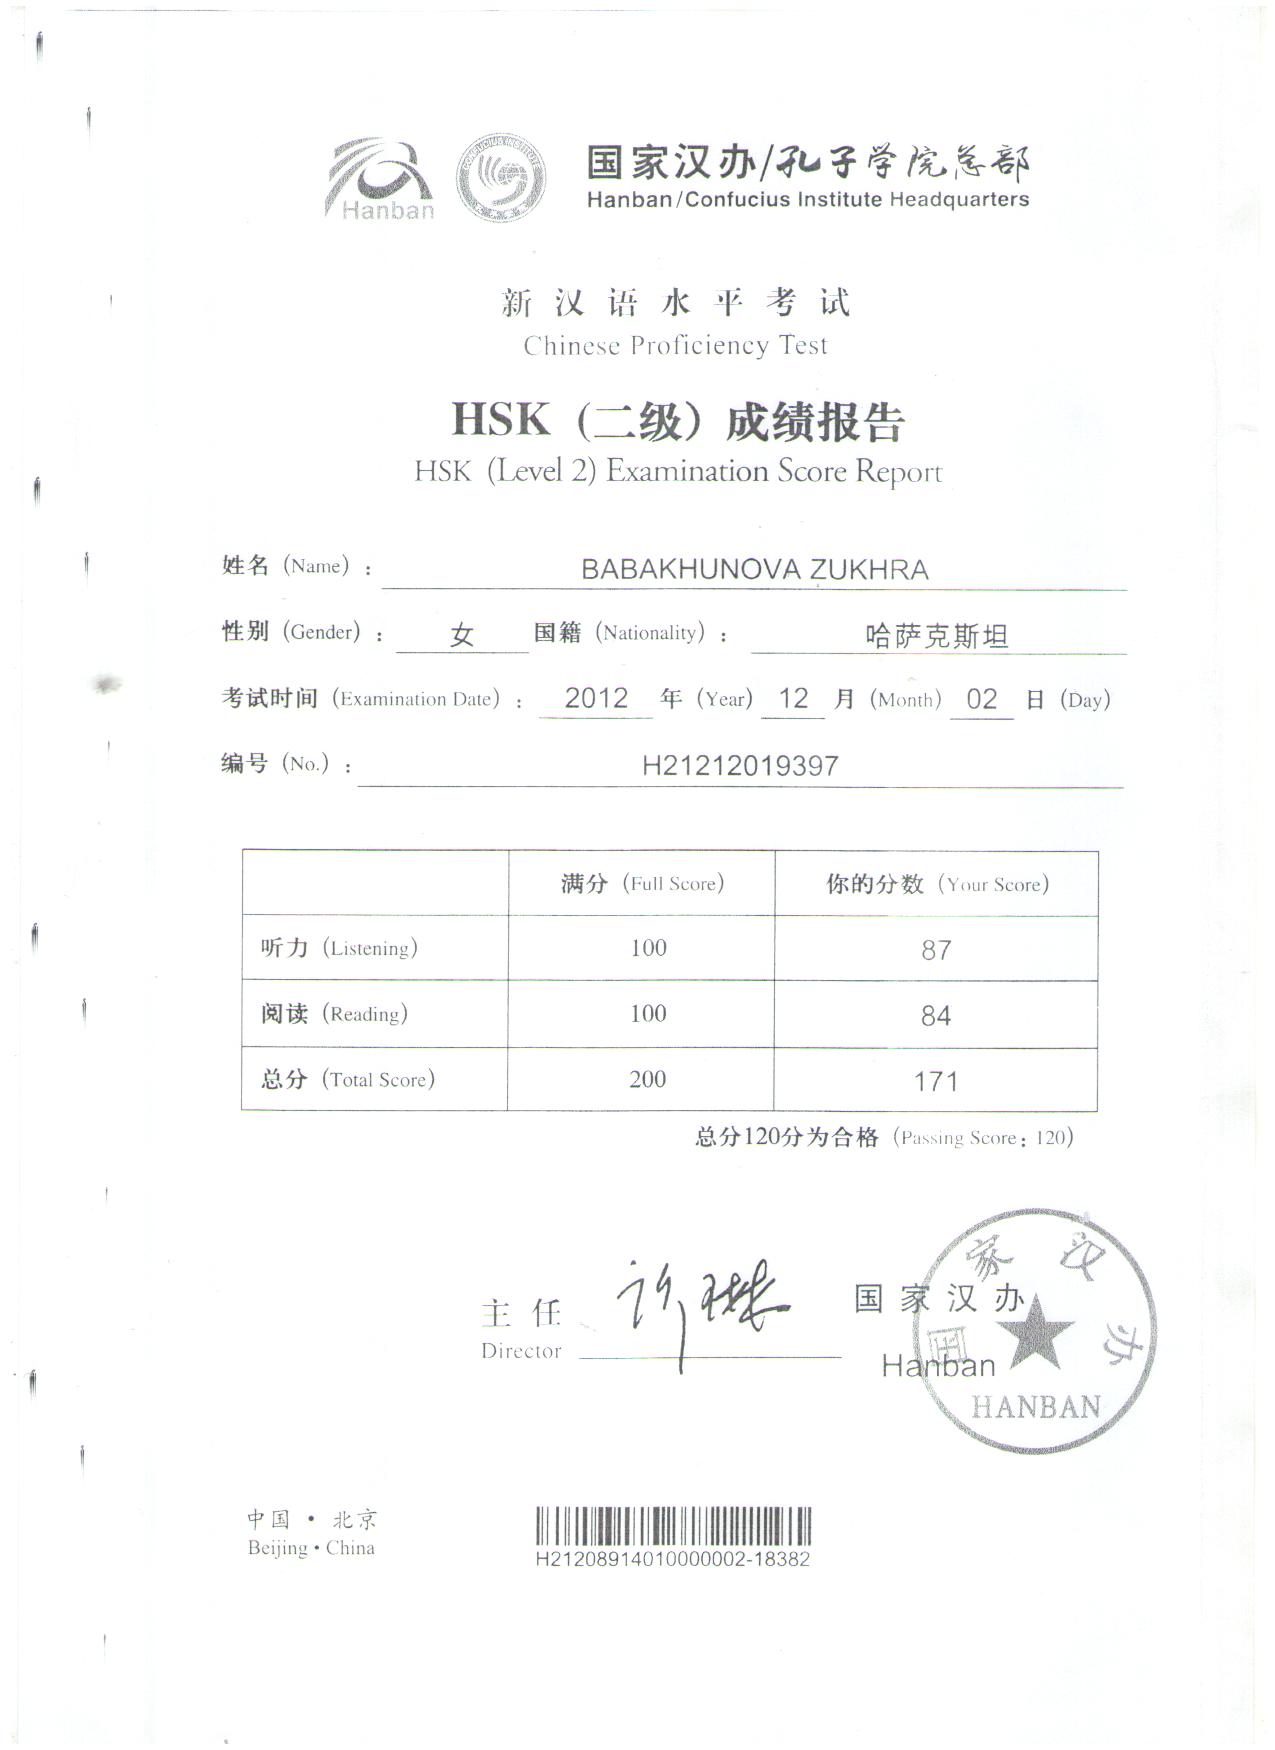 Hanban
CONFUCIUS INSTITUTE
国家汉办/孔子学院总部
Hanban/Confucius Institute Headquarters
新汉语水平考试
Chinese Proficiency Test
HSK（二级）成绩报告
HSK (Level 2) Examination Score Report
姓名 (Name)： BABAKHUNOVA ZUKHRA
性别 (Gender)： 女 国籍 (Nationality)： 哈萨克斯坦
考试时间 (Examination Date)： 2012 年 (Year) 12 月 (Month) 02 日 (Day)
编号 (No.)： H21212019397
满分 (Full Score) 你的分数 (Your Score)
听力 (Listening) 100 87
阅读 (Reading) 100 84
总分 (Total Score) 200 171
总分120分为合格 (Passing Score: 120)
主任 许琳 国家汉办
Director Hanban
国家汉办
HANBAN
中国·北京
Beijing·China
H21208914010000002-18382